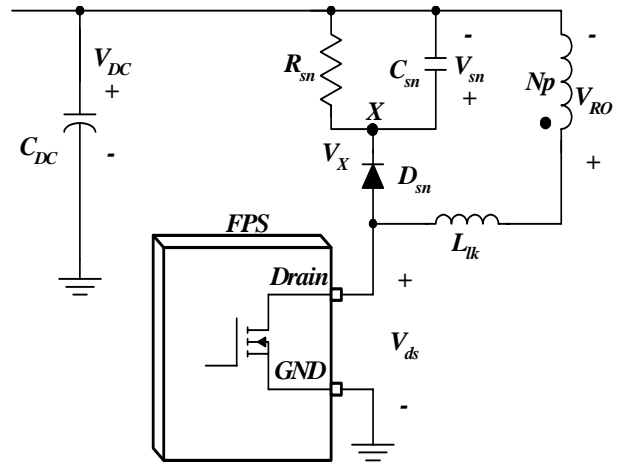 V_DC
+
C_DC
-
R_sn
C_sn
-
V_sn
+
Np
-
V_RO
+
X
V_X
D_sn
L_lk
FPS
Drain
+
V_ds
GND
-